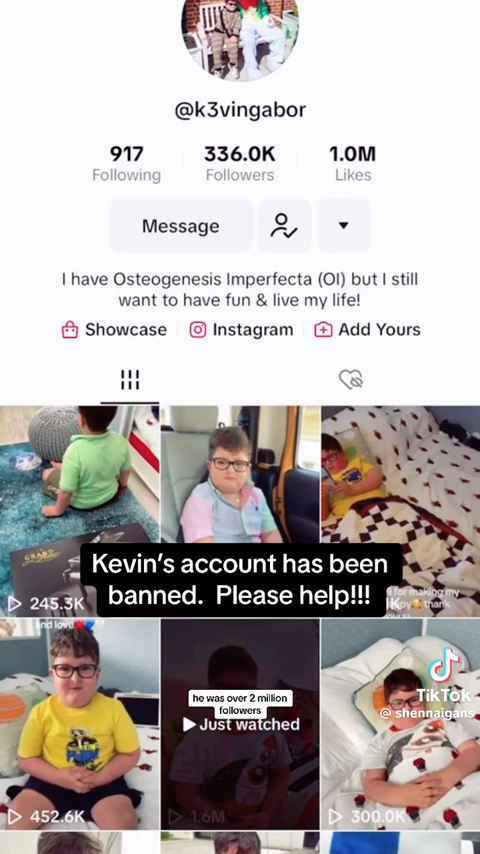 @k3vingabor
917
336.0K
1.0M
Following
Followers
Likes
Message
I have Osteogenesis Imperfecta (OI) but I still
want to have fun & live my life!
Showcase
Instagram
Add Yours
GRAND
Kevin's account has been
banned. Please help!!!
245.3K
for making my
thank
K
and love
he was over 2 million
followers
Just watched
TikTok
@ shennaigans
452.6K
1.6M
300.0K